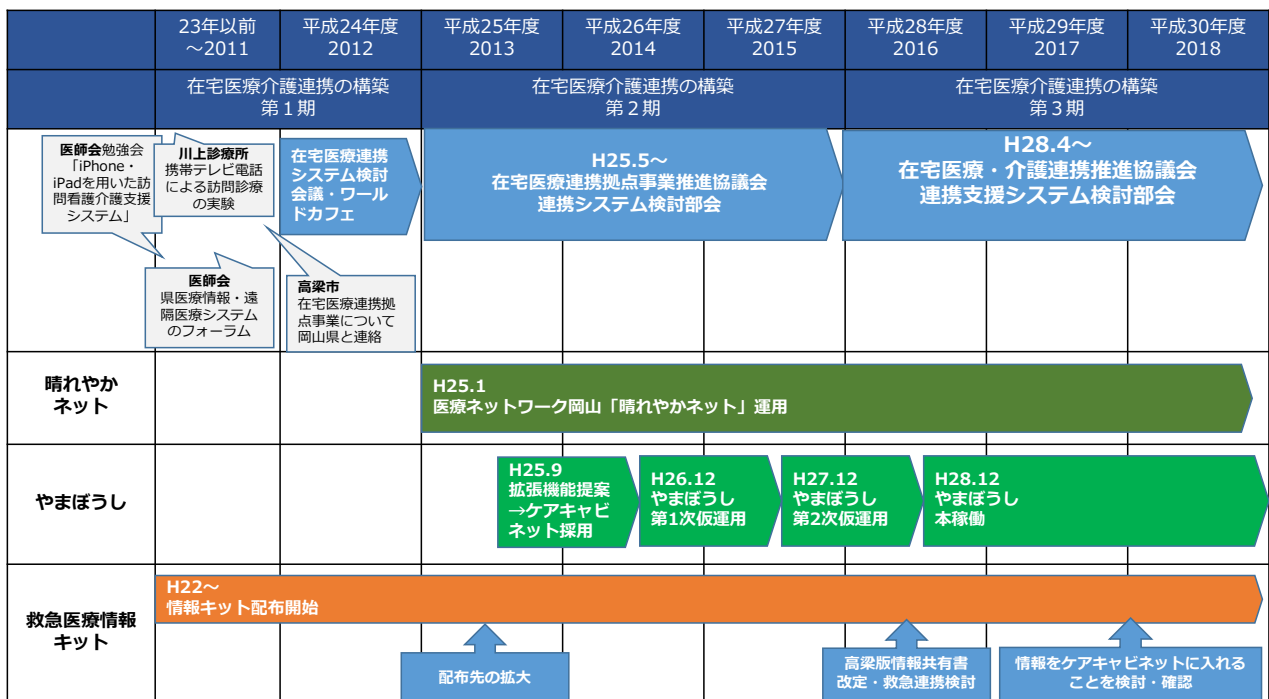 23年以前
～2011
平成24年度
2012
平成25年度
2013
平成26年度
2014
平成27年度
2015
平成28年度
2016
平成29年度
2017
平成30年度
2018
在宅医療介護連携の構築
第１期
在宅医療介護連携の構築
第２期
在宅医療介護連携の構築
第３期
医師会勉強会
「iPhone・
iPadを用いた訪
問看護介護支援
システム」
川上診療所
携帯テレビ電話
による訪問診療
の実験
医師会
県医療情報・遠
隔医療システム
のフォーラム
高梁市
在宅医療連携拠
点事業について
岡山県と連絡
在宅医療連携
システム検討
会議・ワール
ドカフェ
H25.5～
在宅医療連携拠点事業推進協議会
連携システム検討部会
H28.4～
在宅医療・介護連携推進協議会
連携支援システム検討部会
晴れやか
ネット
H25.1
医療ネットワーク岡山「晴れやかネット」運用
やまぼうし
H25.9
拡張機能提案
→ケアキャビ
ネット採用
H26.12
やまぼうし
第1次仮運用
H27.12
やまぼうし
第2次仮運用
H28.12
やまぼうし
本稼働
救急医療情報
キット
H22～
情報キット配布開始
配布先の拡大
高梁版情報共有書
改定・救急連携検討
情報をケアキャビネットに入れる
ことを検討・確認